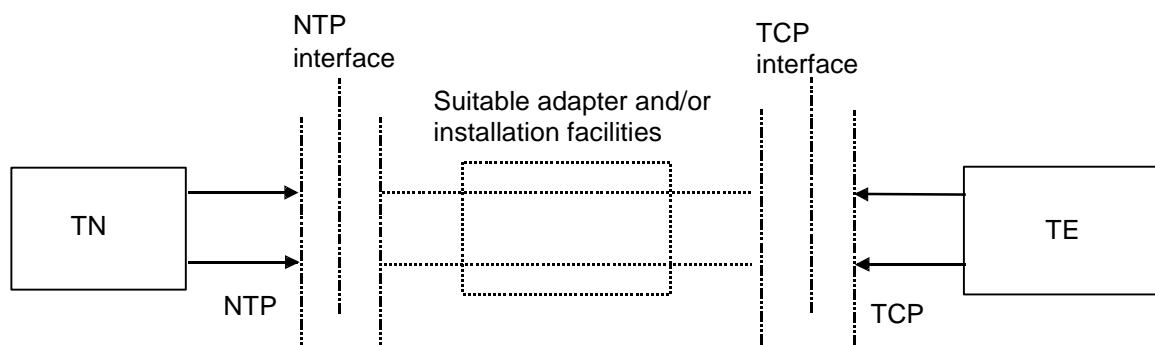 NTP
interface
TCP
interface
Suitable adapter and/or
installation facilities
TN
TE
NTP
TCP